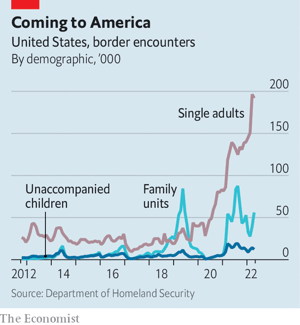 Coming to America
United States, border encounters
By demographic, '000
200
Single adults
150
100
Unaccompanied
children
Family
units
50
0
2012 14 16 18 20 22
Source: Department of Homeland Security
The Economist